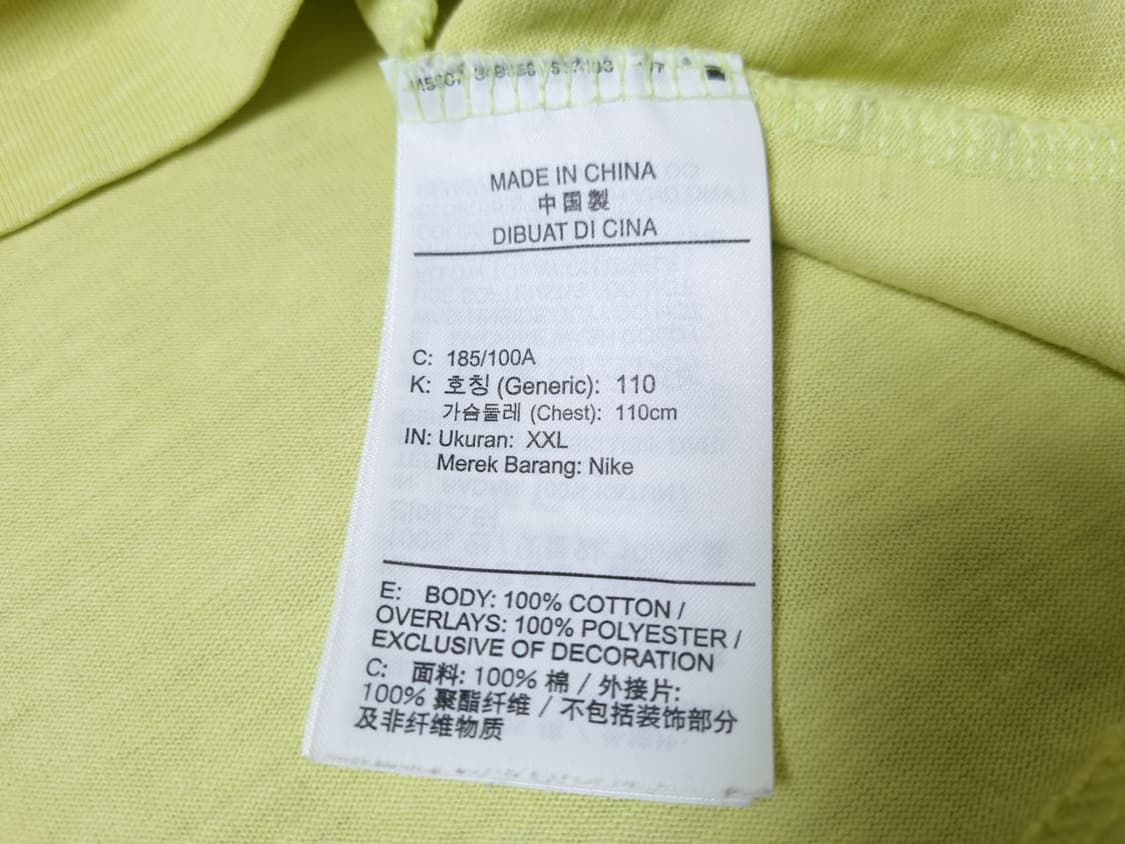 MADE IN CHINA
中国製
DIBUAT DI CINA
C: 185/100A
K: 호칭 (Generic): 110
가슴둘레 (Chest): 110cm
IN: Ukuran: XXL
Merek Barang: Nike
E: BODY: 100% COTTON /
OVERLAYS: 100% POLYESTER /
EXCLUSIVE OF DECORATION
C: 面料: 100% 棉 / 外接片:
100% 聚酯纤维 / 不包括装饰部分
及非纤维物质